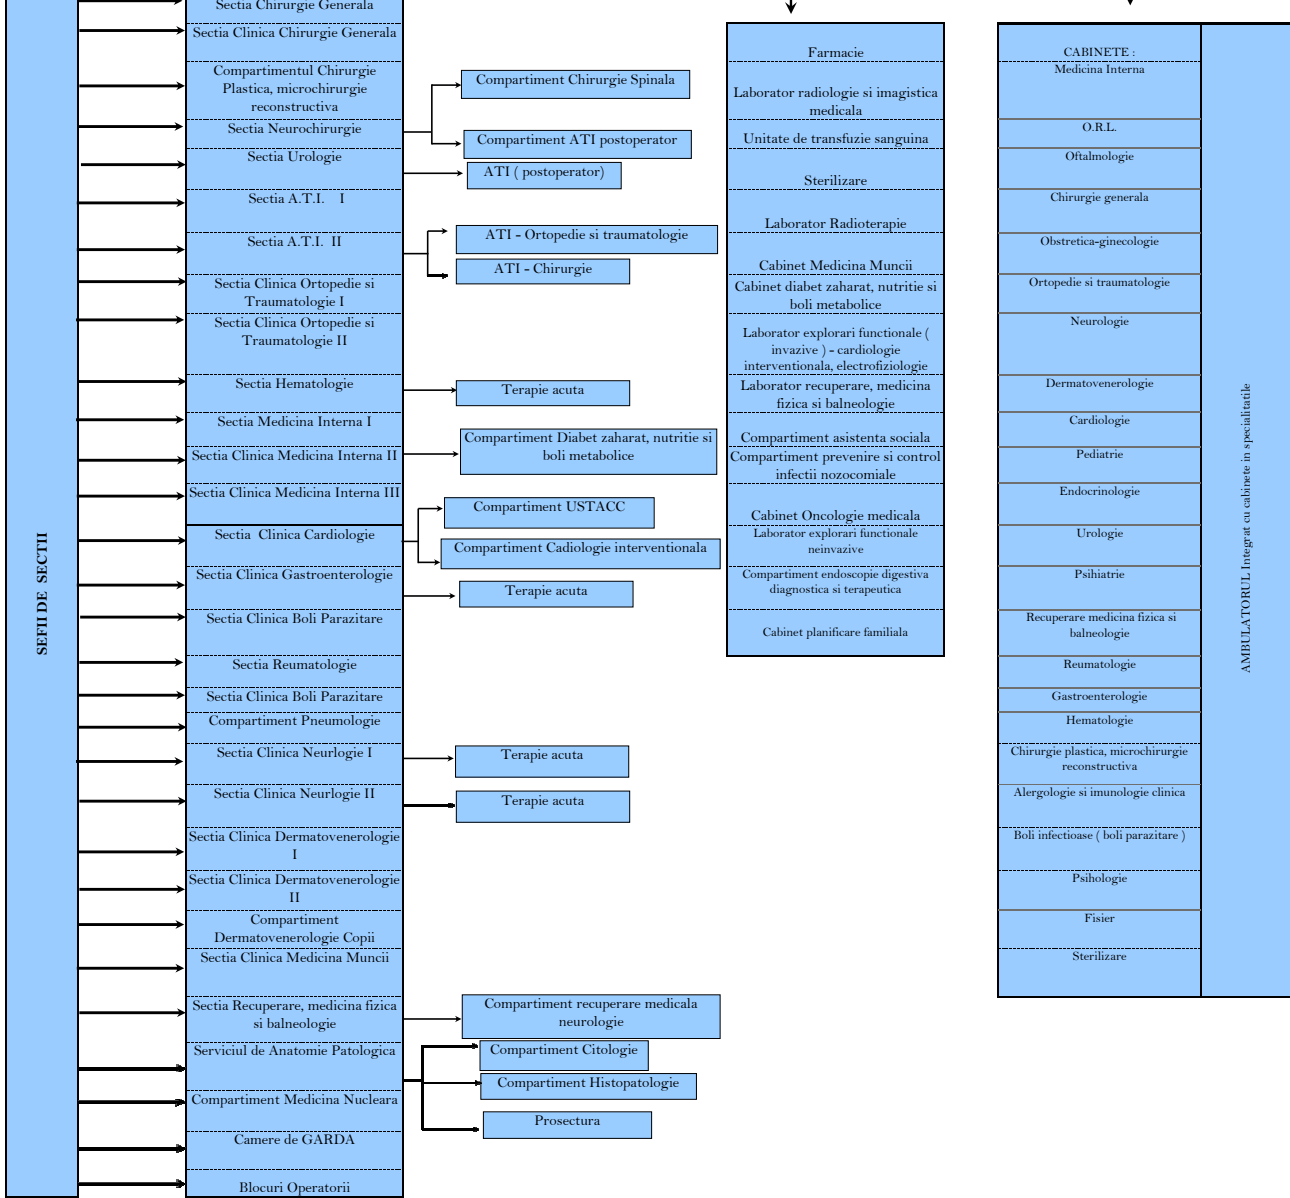 SEFII DE SECTII
Sectia Chirurgie Generala
Sectia Clinica Chirurgie Generala
Compartimentul Chirurgie
Plastica, microchirurgie
reconstructiva
Sectia Neurochirurgie
Sectia Urologie
Sectia A.T.I. I
Sectia A.T.I. II
Sectia Clinica Ortopedie si
Traumatologie I
Sectia Clinica Ortopedie si
Traumatologie II
Sectia Hematologie
Sectia Medicina Interna I
Sectia Clinica Medicina Interna II
Sectia Clinica Medicina Interna III
Sectia Clinica Cardiologie
Sectia Clinica Gastroenterologie
Sectia Clinica Boli Parazitare
Sectia Reumatologie
Sectia Clinica Boli Parazitare
Compartiment Pneumologie
Sectia Clinica Neurlogie I
Sectia Clinica Neurlogie II
Sectia Clinica Dermatovenerologie
I
Sectia Clinica Dermatovenerologie
II
Compartiment
Dermatovenerologie Copii
Sectia Clinica Medicina Muncii
Sectia Recuperare, medicina fizica
si balneologie
Serviciul de Anatomie Patologica
Compartiment Medicina Nucleara
Camere de GARDA
Blocuri Operatorii
Compartiment Chirurgie Spinala
Compartiment ATI postoperator
ATI ( postoperator)
ATI - Ortopedie si traumatologie
ATI - Chirurgie
Terapie acuta
Compartiment Diabet zaharat, nutritie si
boli metabolice
Compartiment USTACC
Compartiment Cadiologie interventionala
Terapie acuta
Terapie acuta
Terapie acuta
Compartiment recuperare medicala
neurologie
Compartiment Citologie
Compartiment Histopatologie
Prosectura
Farmacie
Laborator radiologie si imagistica
medicala
Unitate de transfuzie sanguina
Sterilizare
Laborator Radioterapie
Cabinet Medicina Muncii
Cabinet diabet zaharat, nutritie si
boli metabolice
Laborator explorari functionale (
invazive ) - cardiologie
interventionala, electrofiziologie
Laborator recuperare, medicina
fizica si balneologie
Compartiment asistenta sociala
Compartiment prevenire si control
infectii nozocomiale
Cabinet Oncologie medicala
Laborator explorari functionale
neinvazive
Compartiment endoscopie digestiva
diagnostica si terapeutica
Cabinet planificare familiala
CABINETE :
Medicina Interna
O.R.L.
Oftalmologie
Chirurgie generala
Obstretica-ginecologie
Ortopedie si traumatologie
Neurologie
Dermatovenerologie
Cardiologie
Pediatrie
Endocrinologie
Urologie
Psihiatrie
Recuperare medicina fizica si
balneologie
Reumatologie
Gastroenterologie
Hematologie
Chirurgie plastica, microchirurgie
reconstructiva
Alergologie si imunologie clinica
Boli infectioase ( boli parazitare )
Psihologie
Fisier
Sterilizare
AMBULATORUL Integrat cu cabinete in specialitatile